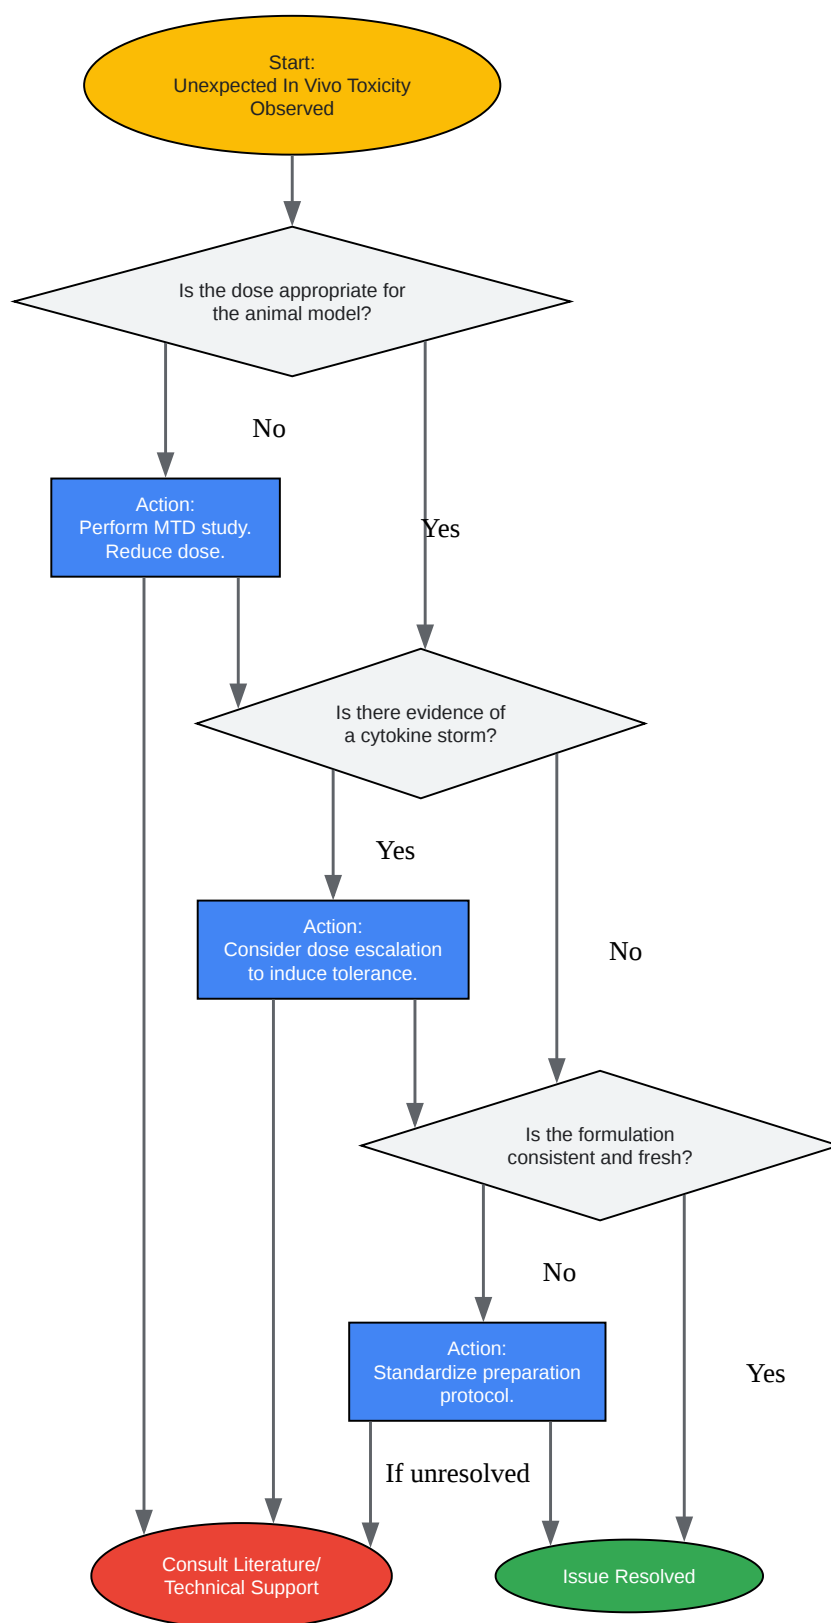 Start:
Unexpected In Vivo Toxicity
Observed
Is the dose appropriate for
the animal model?
No
Action:
Perform MTD study.
Reduce dose.
Yes
Is there evidence of
a cytokine storm?
Yes
Action:
Consider dose escalation
to induce tolerance.
No
Is the formulation
consistent and fresh?
No
Action:
Standardize preparation
protocol.
Yes
If unresolved
Consult Literature/
Technical Support
Issue Resolved